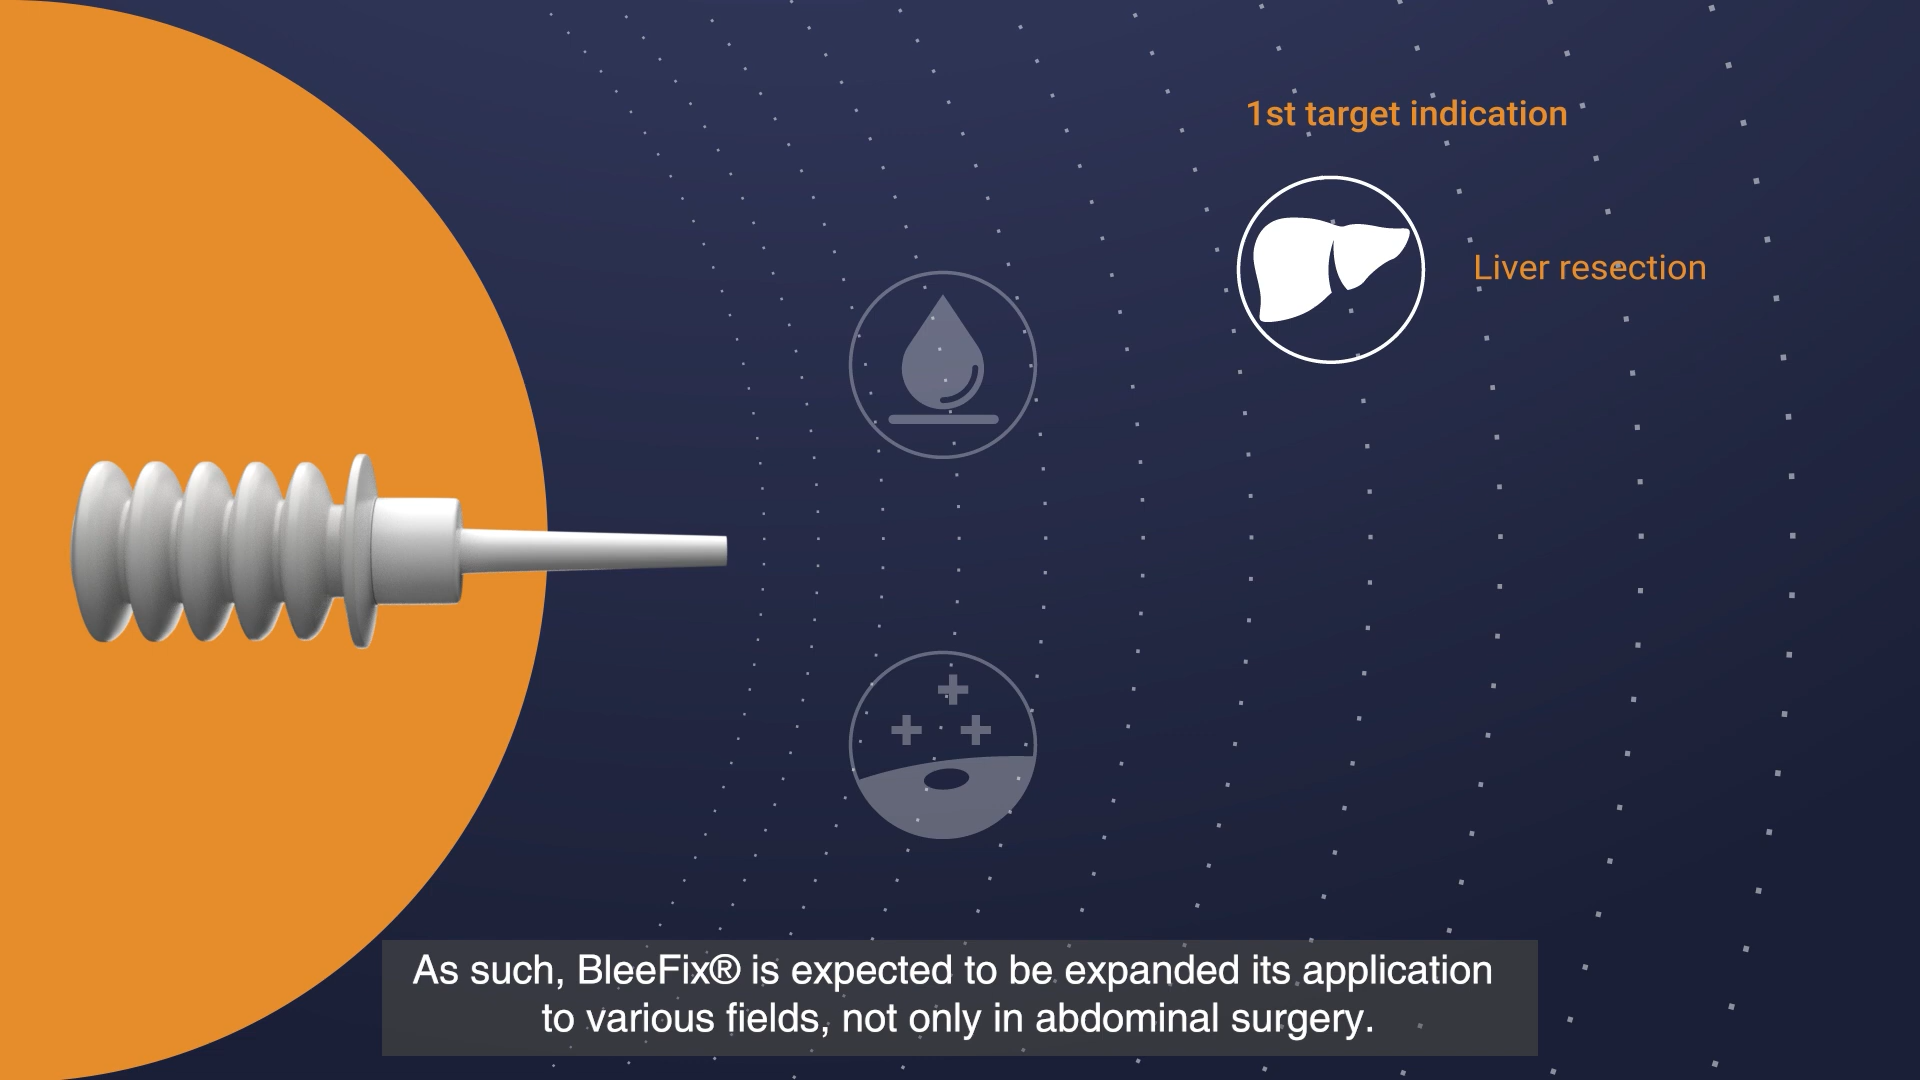 1st target indication
Liver resection
As such, BleeFix® is expected to be expanded its application
to various fields, not only in abdominal surgery.